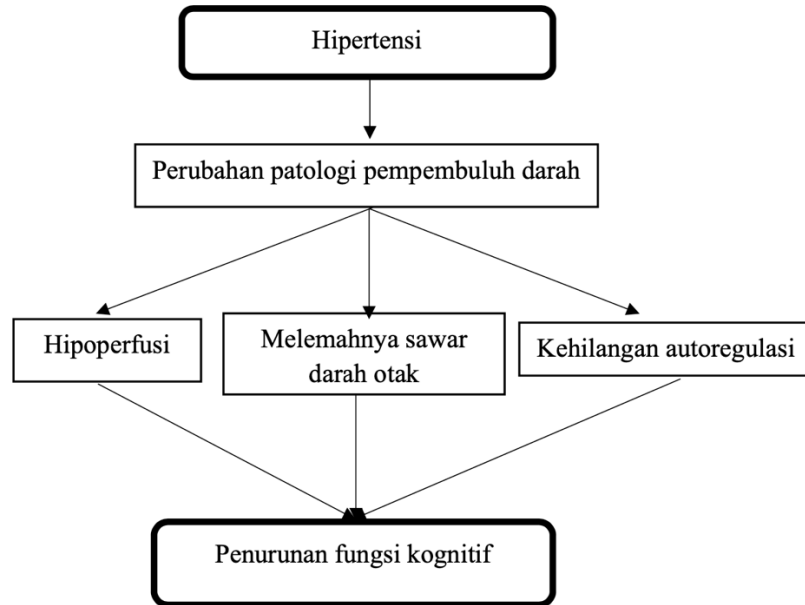 Hipertensi
Perubahan patologi pempembuluh darah
Hipoperfusi
Melemahnya sawar
darah otak
Kehilangan autoregulasi
Penurunan fungsi kognitif